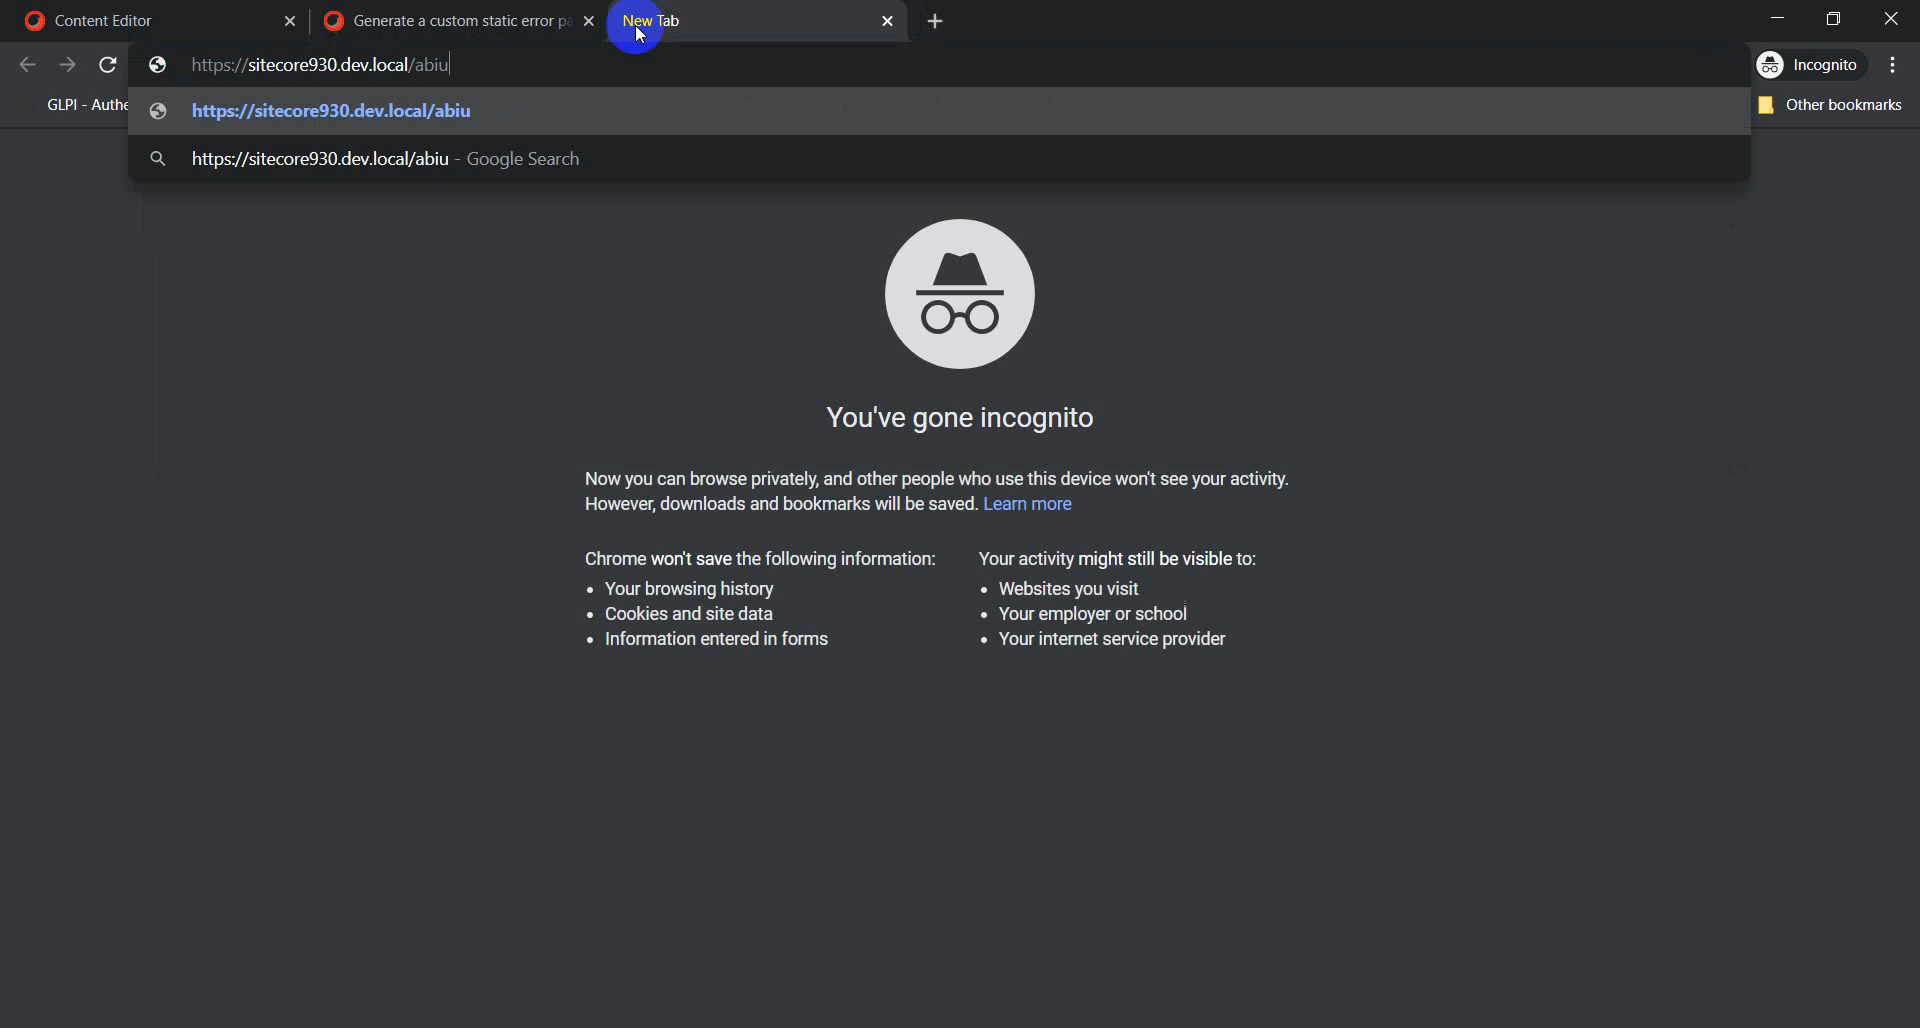 Content Editor
Generate a custom static error pa
New Tab
https://sitecore930.dev.local/abiu
Incognito
GLPI - Authe
https://sitecore930.dev.local/abiu
Other bookmarks
https://sitecore930.dev.local/abiu - Google Search
You've gone incognito
Now you can browse privately, and other people who use this device won't see your activity.
However, downloads and bookmarks will be saved. Learn more
Chrome won't save the following information:
Your browsing history
Cookies and site data
Information entered in forms
Your activity might still be visible to:
Websites you visit
Your employer or school
Your internet service provider